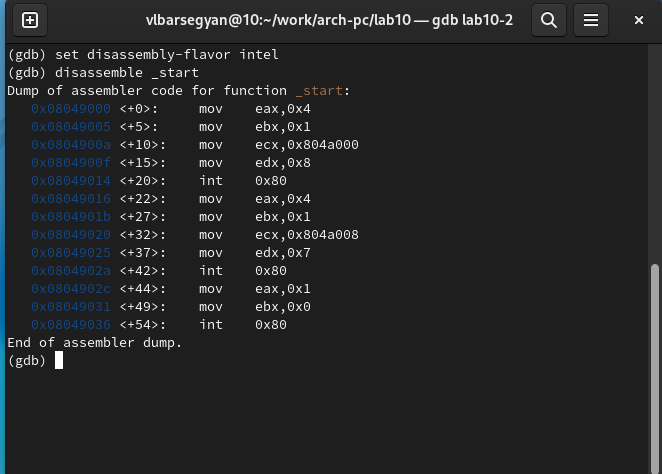 vlbarsegyan@10:~/work/arch-pc/lab10 — gdb lab10-2
(gdb) set disassembly-flavor intel
(gdb) disassemble _start
Dump of assembler code for function _start:
   0x08049000 <+0>:     mov    eax,0x4
   0x08049005 <+5>:     mov    ebx,0x1
   0x0804900a <+10>:    mov    ecx,0x804a000
   0x0804900f <+15>:    mov    edx,0x8
   0x08049014 <+20>:    int    0x80
   0x08049016 <+22>:    mov    eax,0x4
   0x0804901b <+27>:    mov    ebx,0x1
   0x08049020 <+32>:    mov    ecx,0x804a008
   0x08049025 <+37>:    mov    edx,0x7
   0x0804902a <+42>:    int    0x80
   0x0804902c <+44>:    mov    eax,0x1
   0x08049031 <+49>:    mov    ebx,0x0
   0x08049036 <+54>:    int    0x80
End of assembler dump.
(gdb)